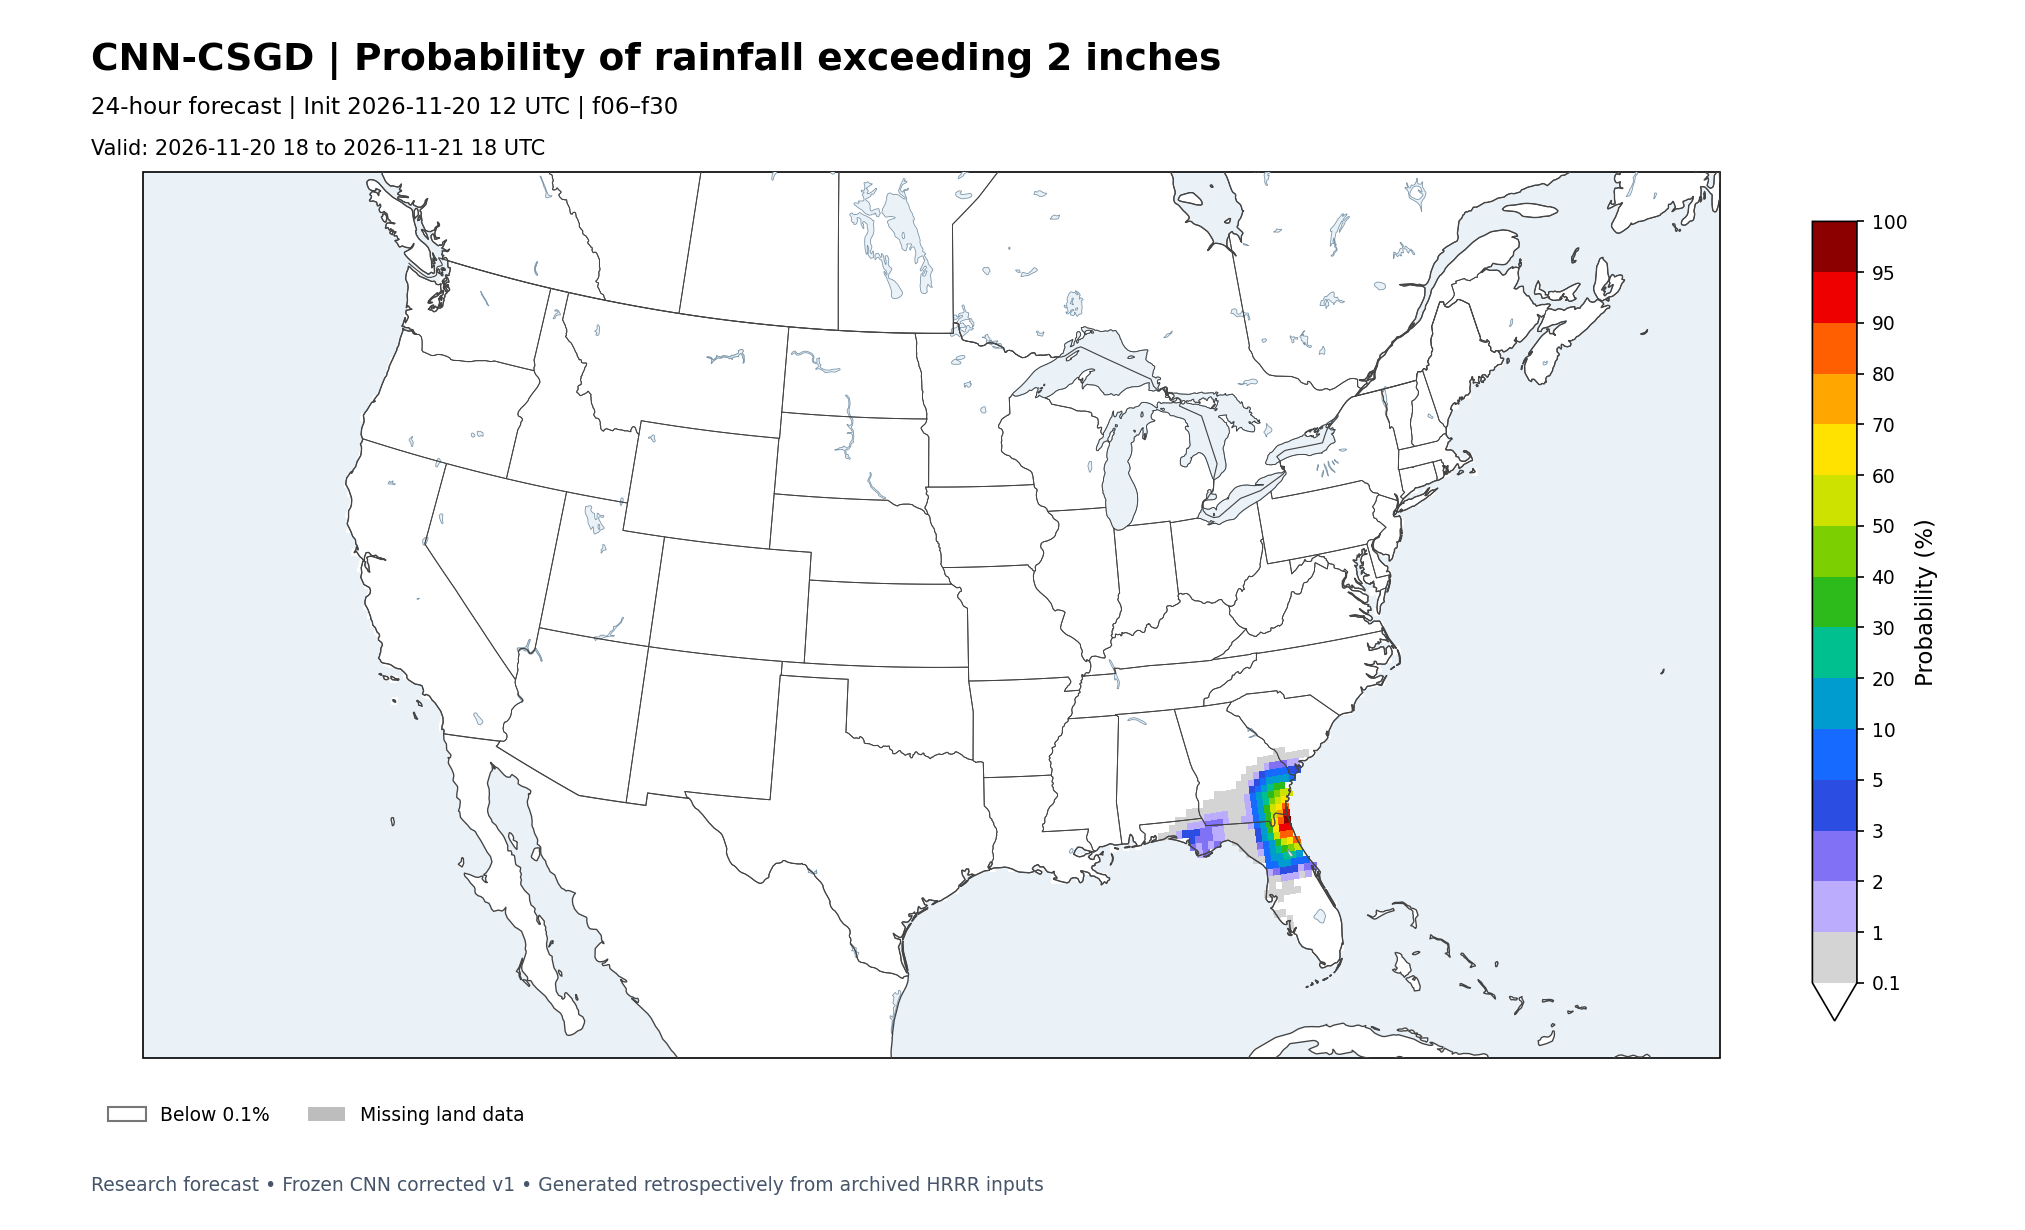 CNN-CSGD | Probability of rainfall exceeding 2 inches
24-hour forecast | Init 2026-11-20 12 UTC | f06–f30
Valid: 2026-11-20 18 to 2026-11-21 18 UTC
100
95
90
80
70
60
50
40
30
20
10
5
3
2
1
0.1
Probability (%)
Below 0.1%
Missing land data
Research forecast • Frozen CNN corrected v1 • Generated retrospectively from archived HRRR inputs